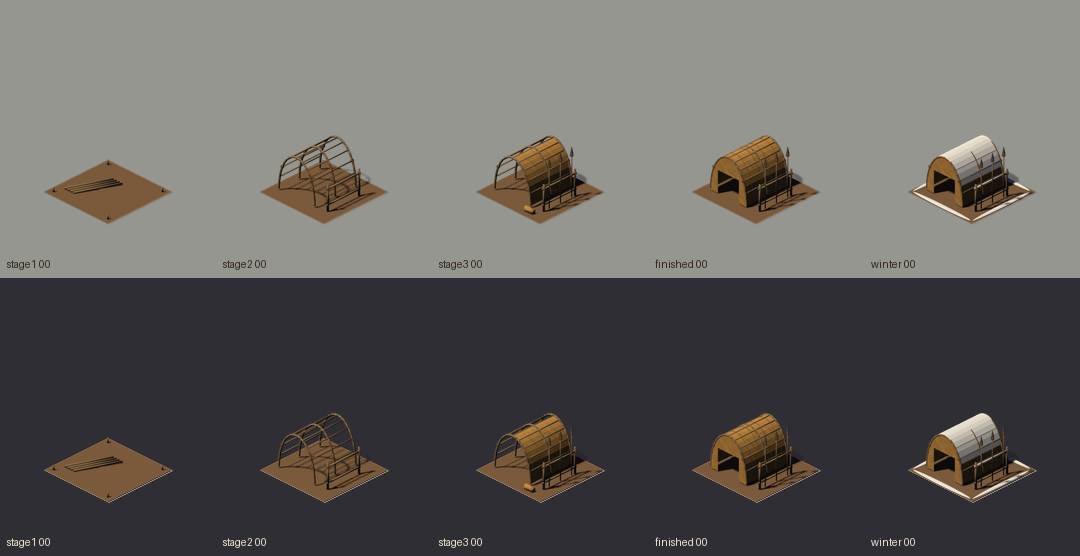 stage1 00
stage2 00
stage3 00
finished 00
winter 00
stage1 00
stage2 00
stage3 00
finished 00
winter 00